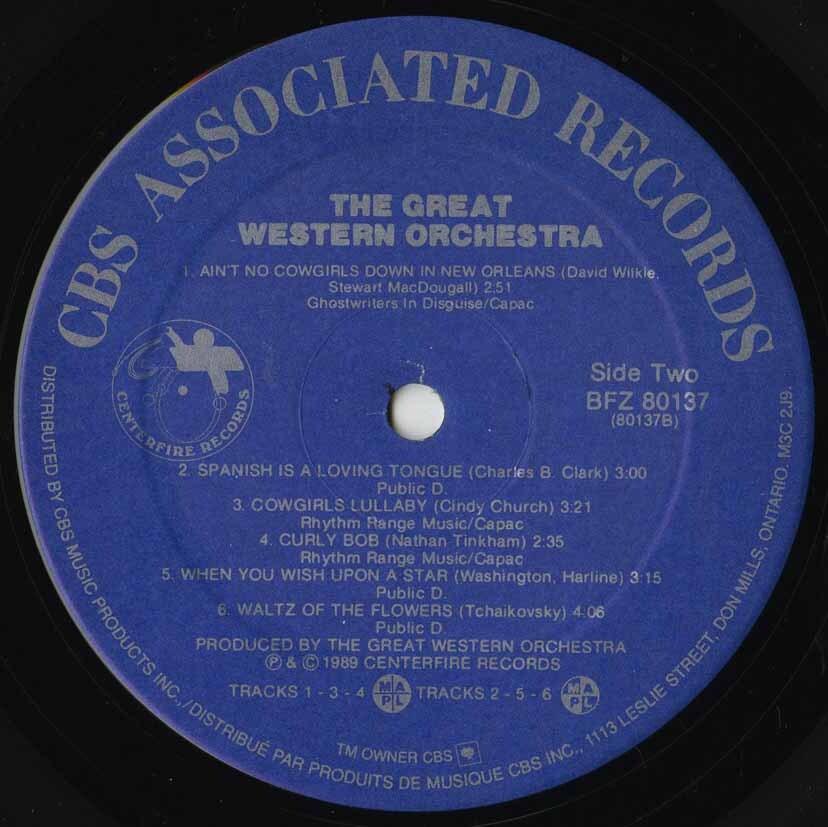 CBS ASSOCIATED RECORDS
THE GREAT
WESTERN ORCHESTRA
1. AIN'T NO COWGIRLS DOWN IN NEW ORLEANS (David Wilkie,
Stewart MacDougall) 2:51
Ghostwriters In Disguise/Capac
CENTERFIRE RECORDS
Side Two
BFZ 80137
(80137B)
2. SPANISH IS A LOVING TONGUE (Charles B. Clark) 3:00
Public D.
3. COWGIRLS LULLABY (Cindy Church) 3:21
Rhythm Range Music/Capac
4. CURLY BOB (Nathan Tinkham) 2:35
Rhythm Range Music/Capac
5. WHEN YOU WISH UPON A STAR (Washington, Harline) 3:15
Public D.
6. WALTZ OF THE FLOWERS (Tchaikovsky) 4:06
Public D.
PRODUCED BY THE GREAT WESTERN ORCHESTRA
℗ & © 1989 CENTERFIRE RECORDS
TRACKS 1 - 3 - 4 MAPL TRACKS 2 - 5 - 6 MAPL
TM OWNER CBS
DISTRIBUTED BY CBS MUSIC PRODUCTS INC., / DISTRIBUÉ PAR PRODUITS DE MUSIQUE CBS INC., 1113 LESLIE STREET, DON MILLS, ONTARIO. M3C 2J9.